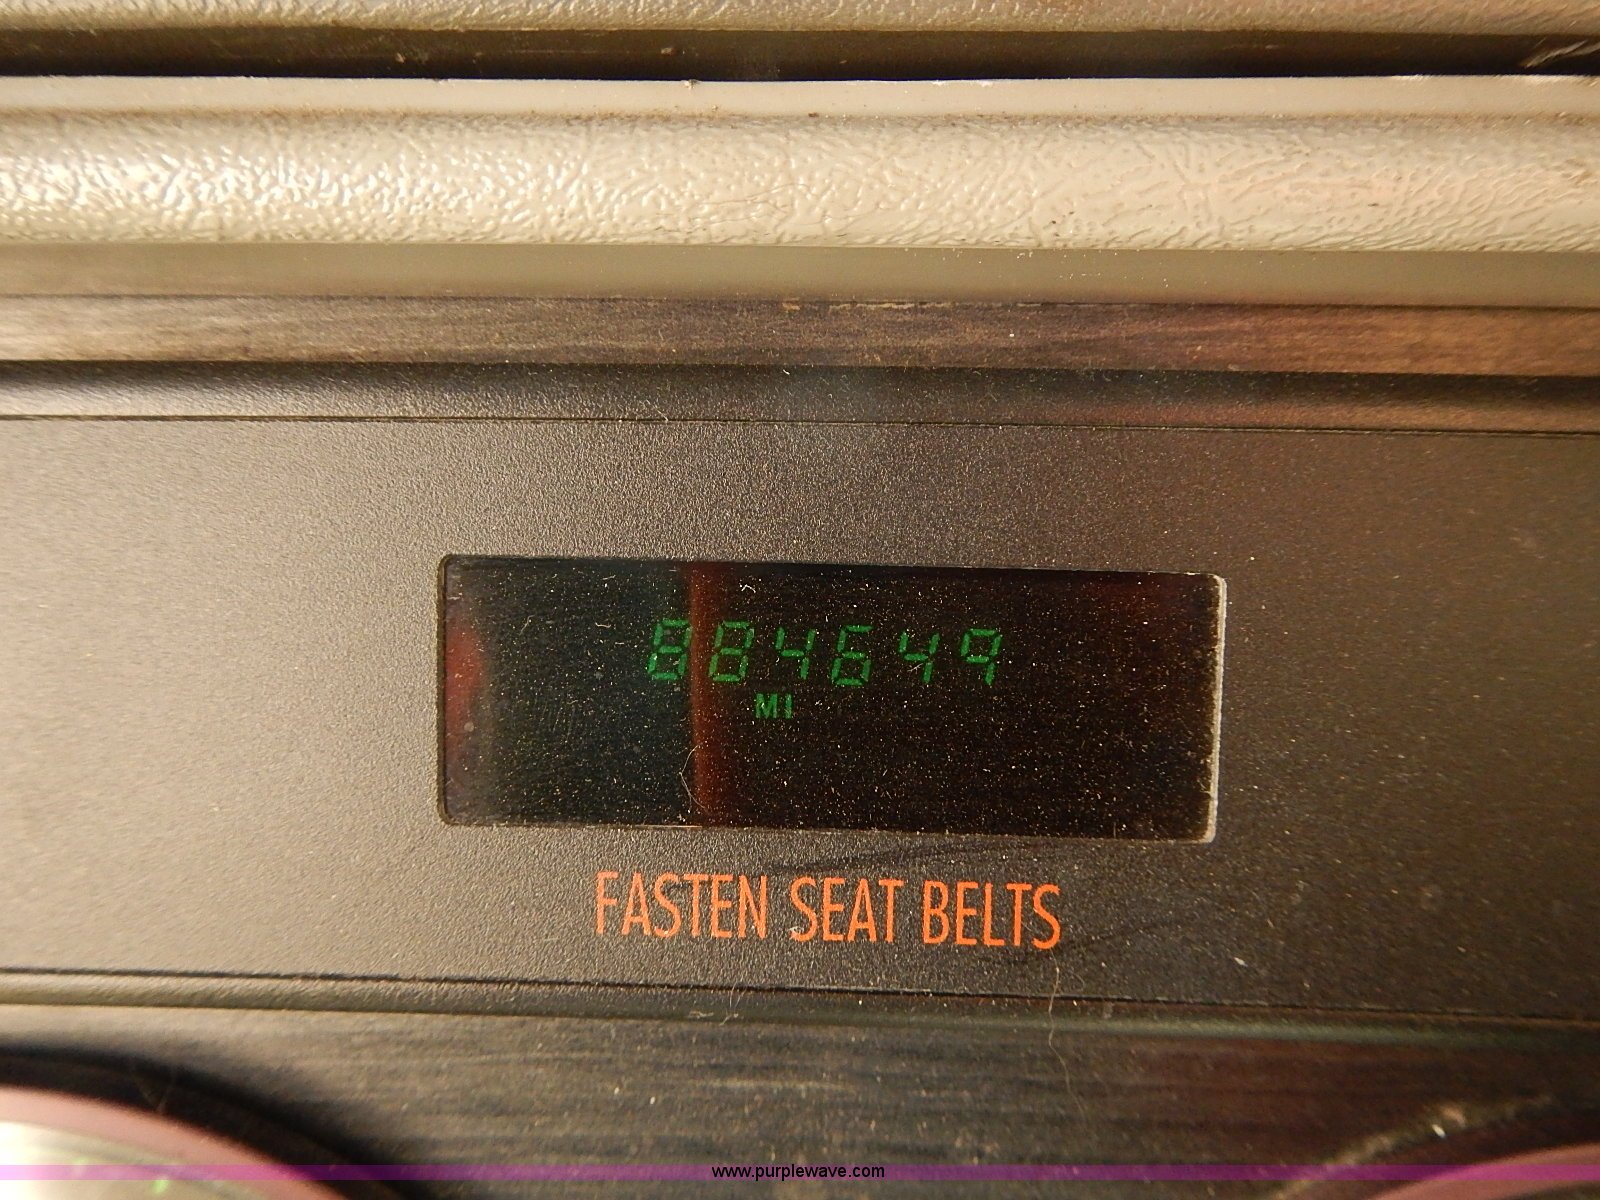 884649
MI
FASTEN SEAT BELTS
www.purplewave.com